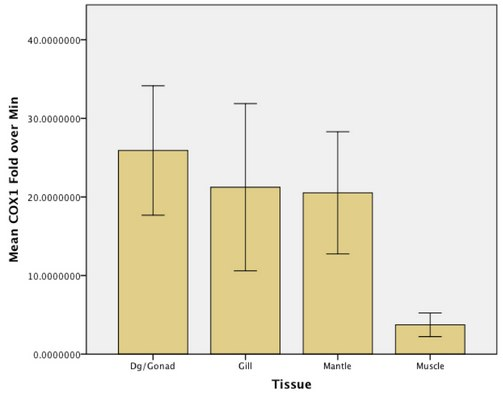 Mean COX1 Fold over Min
40.0000000
30.0000000
20.0000000
10.0000000
0.0000000
Dg/Gonad Gill Mantle Muscle
Tissue